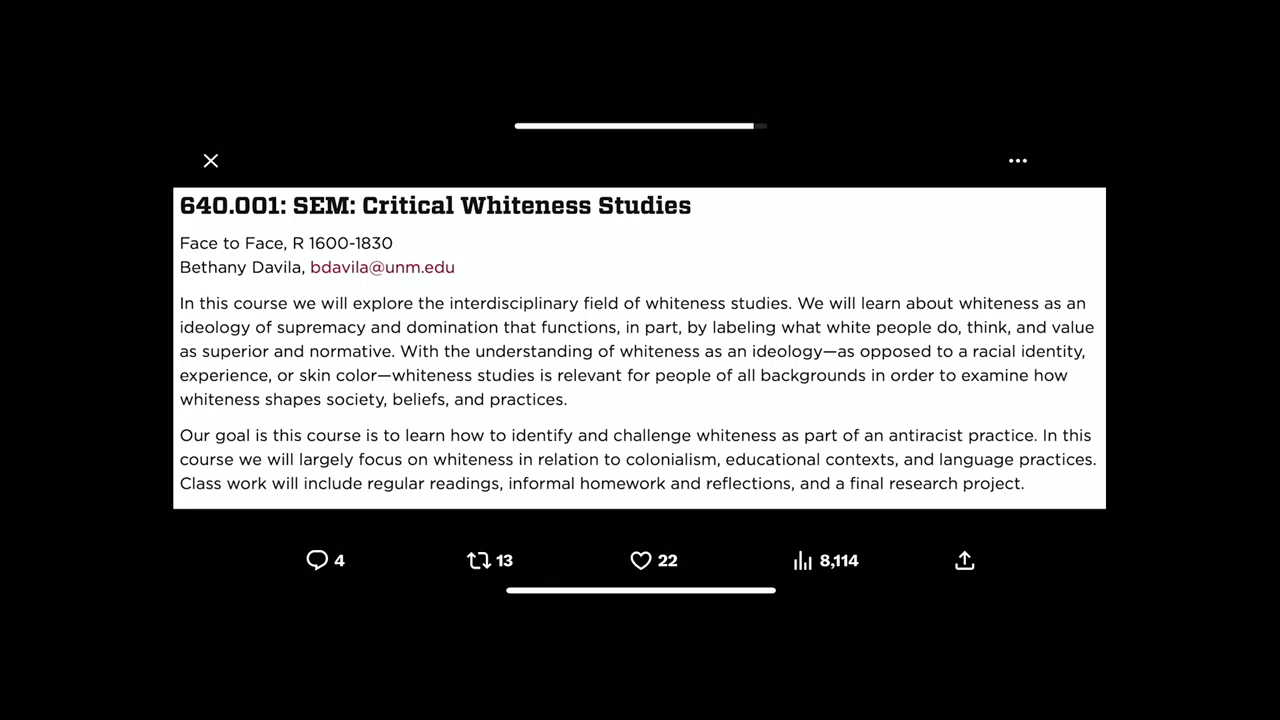 640.001: SEM: Critical Whiteness Studies
Face to Face, R 1600-1830
Bethany Davila, bdavila@unm.edu
In this course we will explore the interdisciplinary field of whiteness studies. We will learn about whiteness as an
ideology of supremacy and domination that functions, in part, by labeling what white people do, think, and value
as superior and normative. With the understanding of whiteness as an ideology—as opposed to a racial identity,
experience, or skin color—whiteness studies is relevant for people of all backgrounds in order to examine how
whiteness shapes society, beliefs, and practices.
Our goal is this course is to learn how to identify and challenge whiteness as part of an antiracist practice. In this
course we will largely focus on whiteness in relation to colonialism, educational contexts, and language practices.
Class work will include regular readings, informal homework and reflections, and a final research project.
4 13 22 8,114